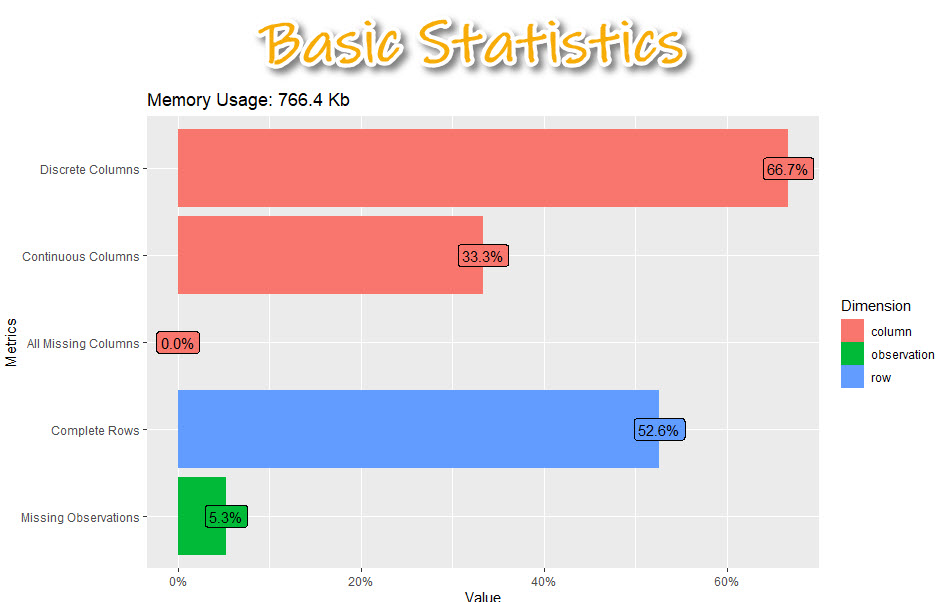 Basic Statistics
Memory Usage: 766.4 Kb
Metrics
Discrete Columns
66.7%
Continuous Columns
33.3%
All Missing Columns
0.0%
Complete Rows
52.6%
Missing Observations
5.3%
0%
20%
40%
60%
Value
Dimension
column
observation
row